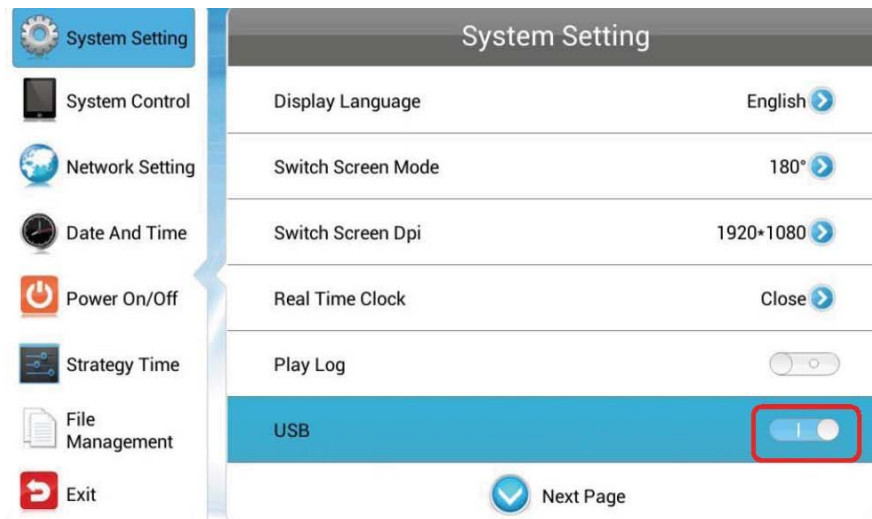 System Setting
System Control
Network Setting
Date And Time
Power On/Off
Strategy Time
File
Management
Exit
System Setting
Display Language English
Switch Screen Mode 180°
Switch Screen Dpi 1920*1080
Real Time Clock Close
Play Log
USB
Next Page